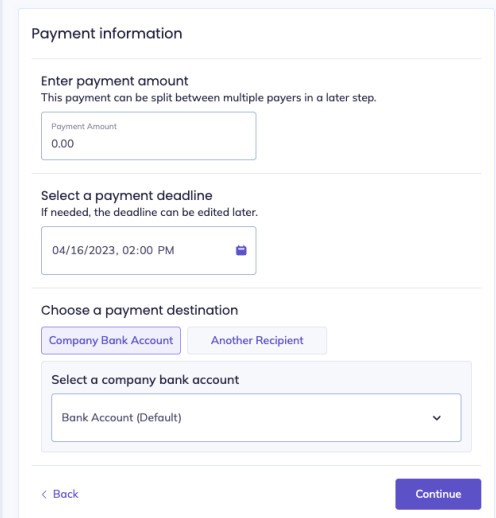 Payment information
Enter payment amount
This payment can be split between multiple payers in a later step.
Payment Amount
0.00
Select a payment deadline
If needed, the deadline can be edited later.
04/16/2023, 02:00 PM
Choose a payment destination
Company Bank Account Another Recipient
Select a company bank account
Bank Account (Default)
Back Continue